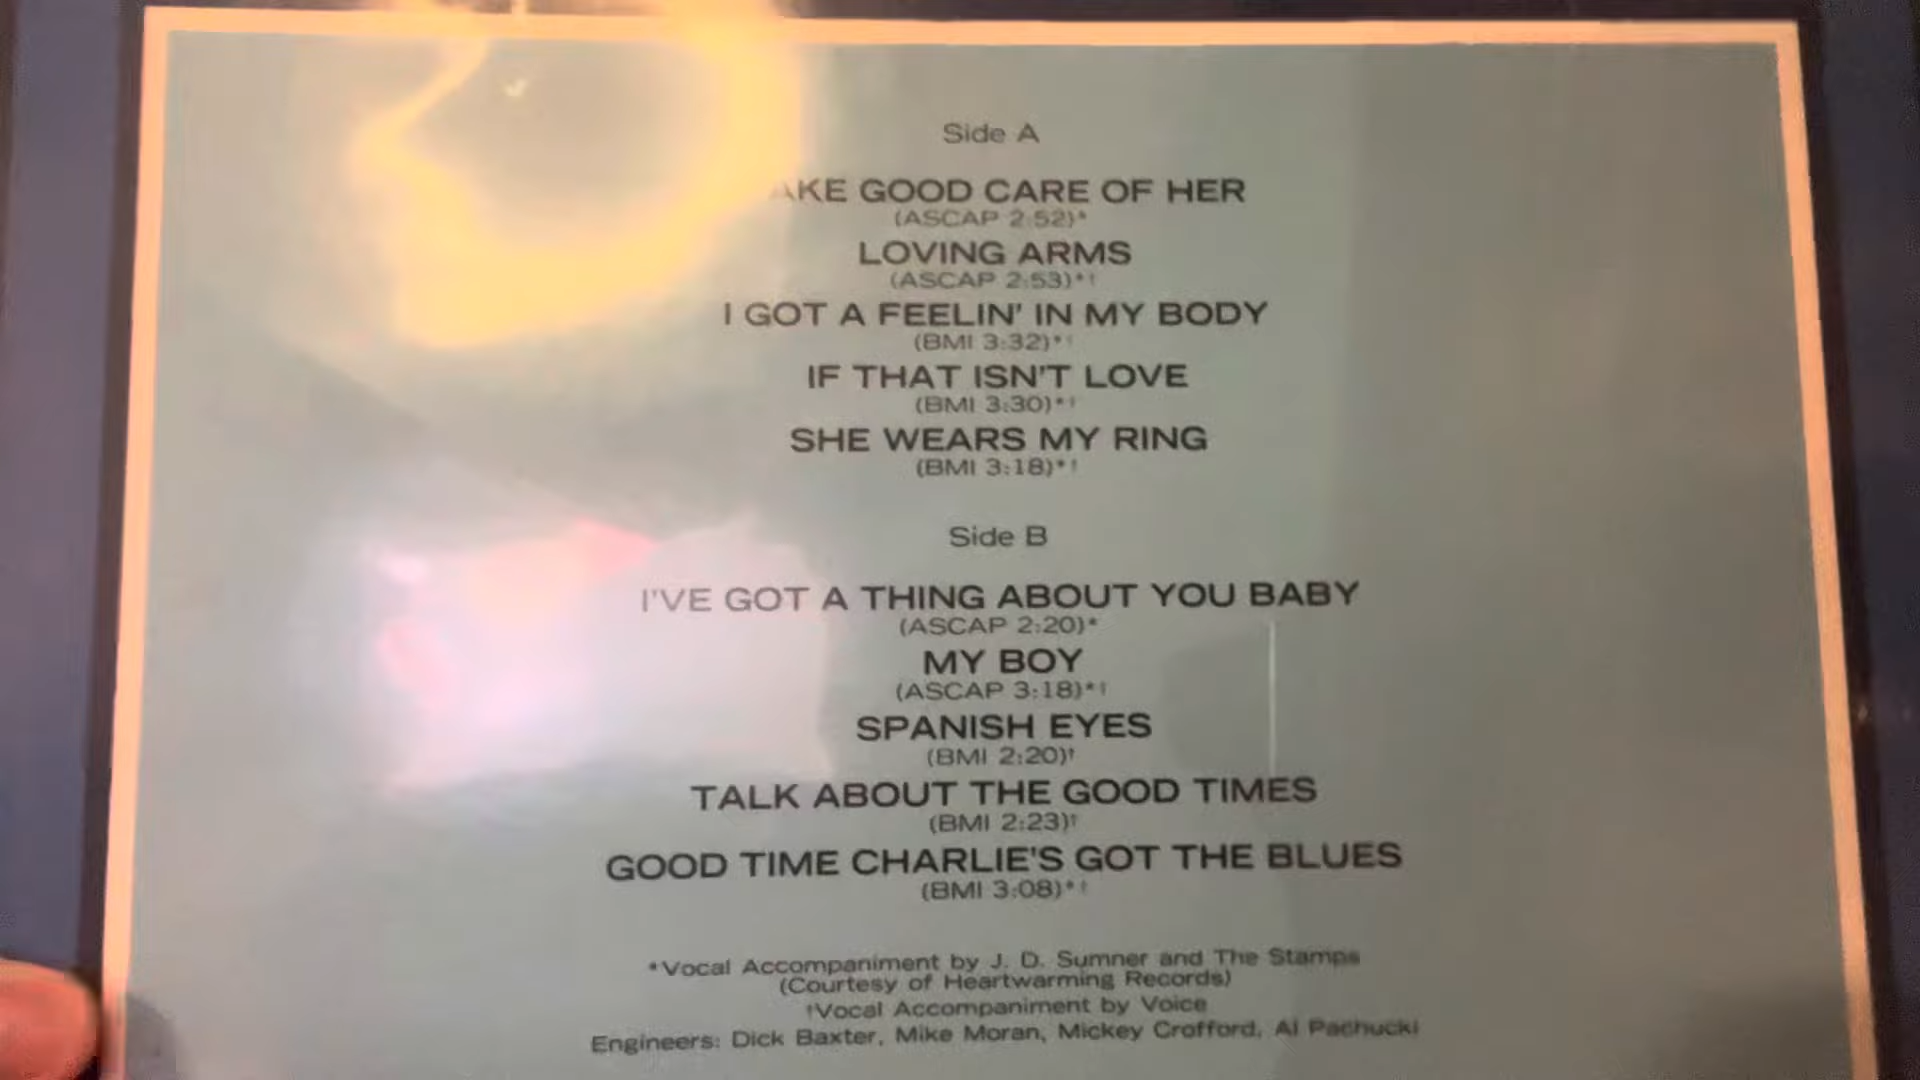 Side A
AKE GOOD CARE OF HER
(ASCAP 2:52)*
LOVING ARMS
(ASCAP 2:53)*†
I GOT A FEELIN' IN MY BODY
(BMI 3:32)*†
IF THAT ISN'T LOVE
(BMI 3:30)*†
SHE WEARS MY RING
(BMI 3:18)*†
Side B
I'VE GOT A THING ABOUT YOU BABY
(ASCAP 2:20)*
MY BOY
(ASCAP 3:18)*†
SPANISH EYES
(BMI 2:20)†
TALK ABOUT THE GOOD TIMES
(BMI 2:23)†
GOOD TIME CHARLIE'S GOT THE BLUES
(BMI 3:08)*†
*Vocal Accompaniment by J. D. Sumner and The Stamps
(Courtesy of Heartwarming Records)
†Vocal Accompaniment by Voice
Engineers: Dick Baxter, Mike Moran, Mickey Crofford, Al Pachucki